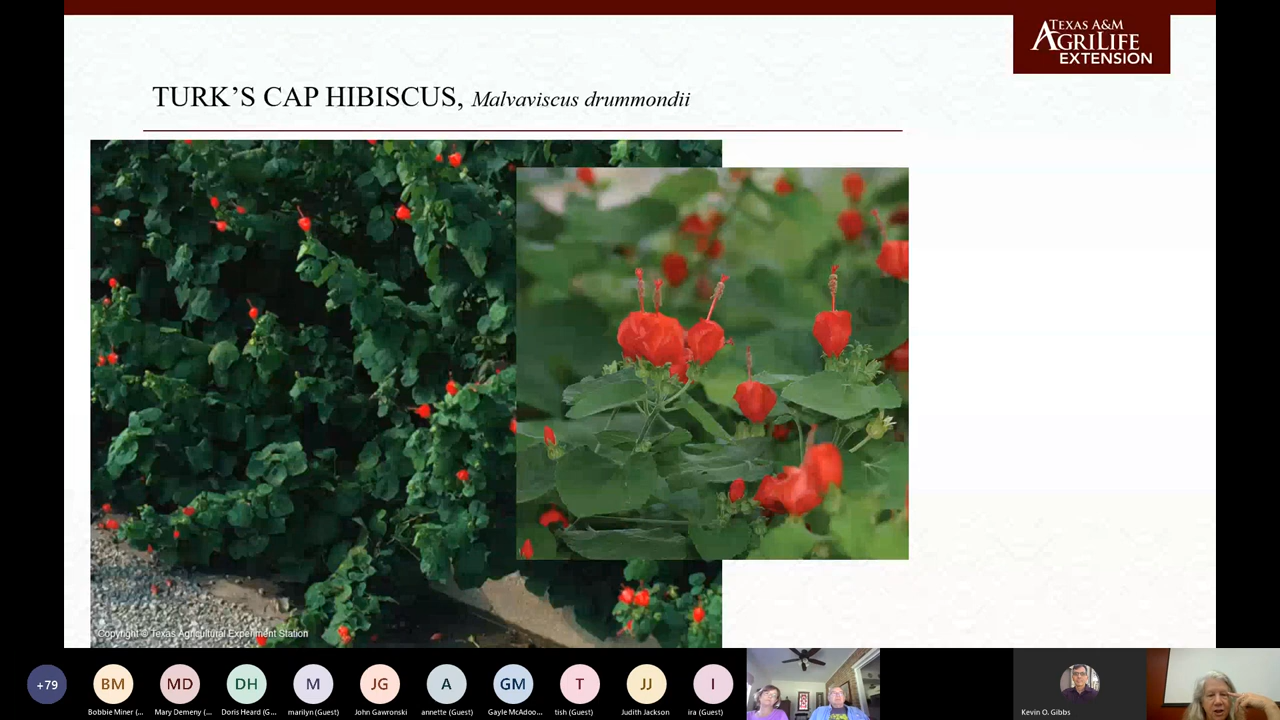 TEXAS A&M
AGRILIFE
EXTENSION
TURK’S CAP HIBISCUS, Malvaviscus drummondii
Copyright © Texas Agricultural Experiment Station
+79 BM MD DH M JG A GM T JJ I
Bobbie Miner (... Mary Demeny (... Doris Heard (G... marilyn (Guest) John Gawronski annette (Guest) Gayle McAdoo... tish (Guest) Judith Jackson ira (Guest) Kevin O. Gibbs